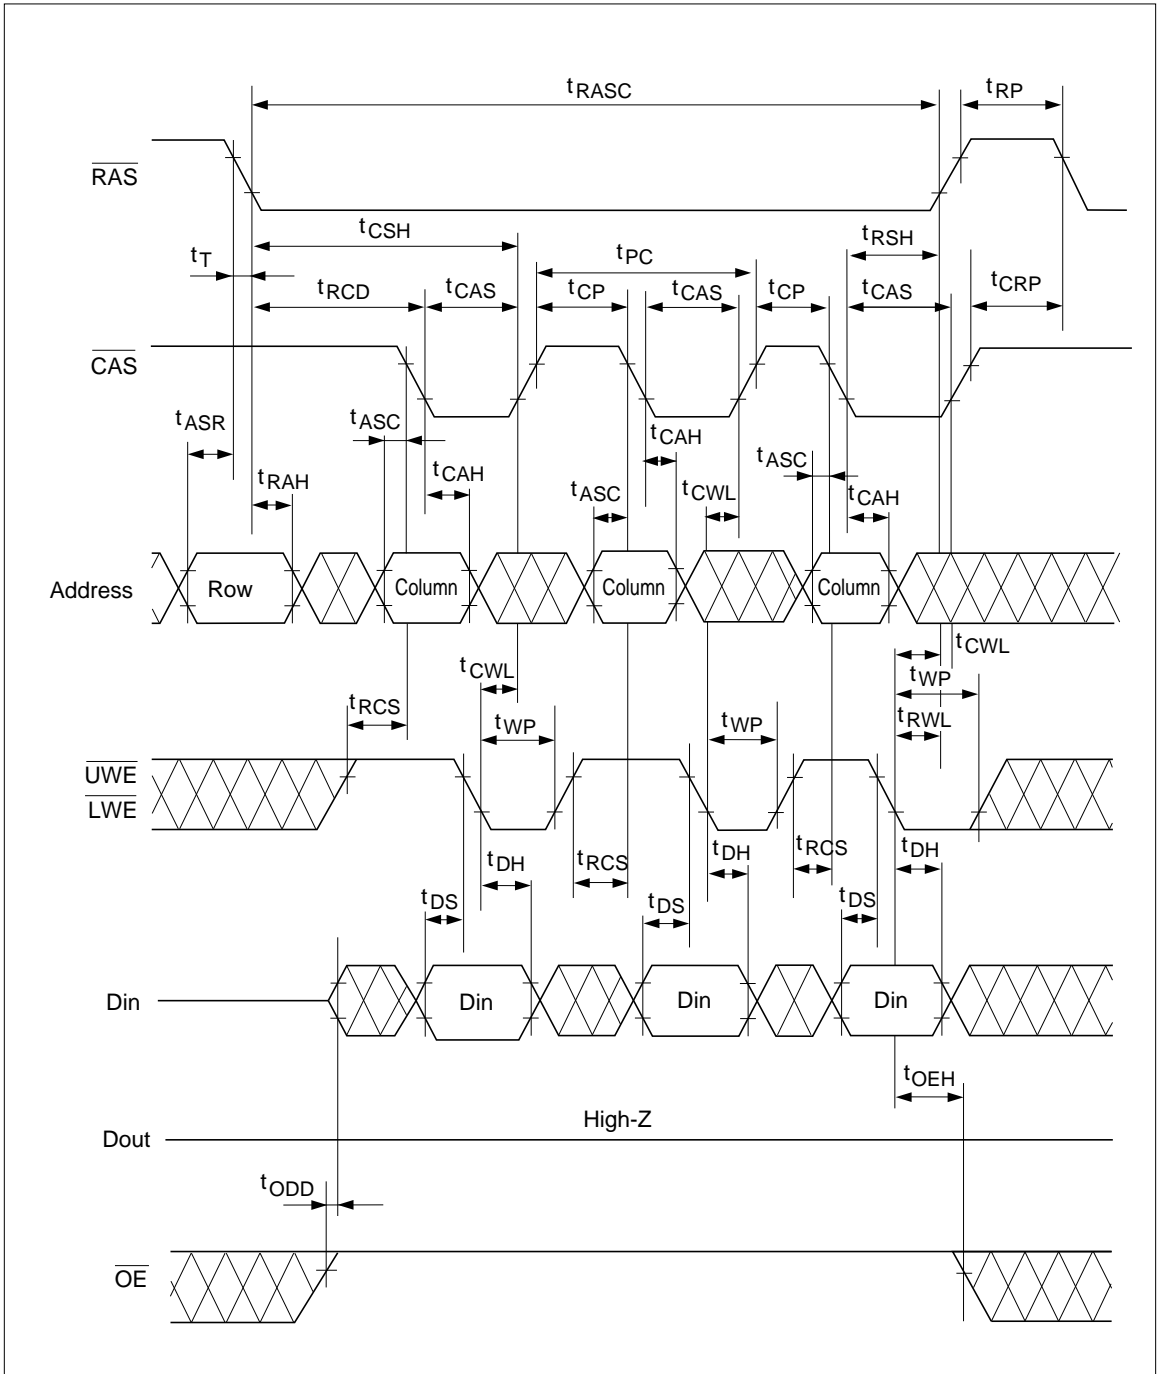 tRASC
tRP
RAS
tCSH
tRSH
tT
tPC
tRCD
tCAS
tCP
tCAS
tCP
tCAS
tCRP
CAS
tASR
tASC
tCAH
tASC
tRAH
tCAH
tASC
tCWL
tCAH
Address
Row
Column
Column
Column
tCWL
tCWL
tWP
tRCS
tWP
tWP
tRWL
UWE
LWE
tDH
tRCS
tDH
tRCS
tDH
tDS
tDS
tDS
Din
Din
Din
Din
tOEH
High-Z
Dout
tODD
OE